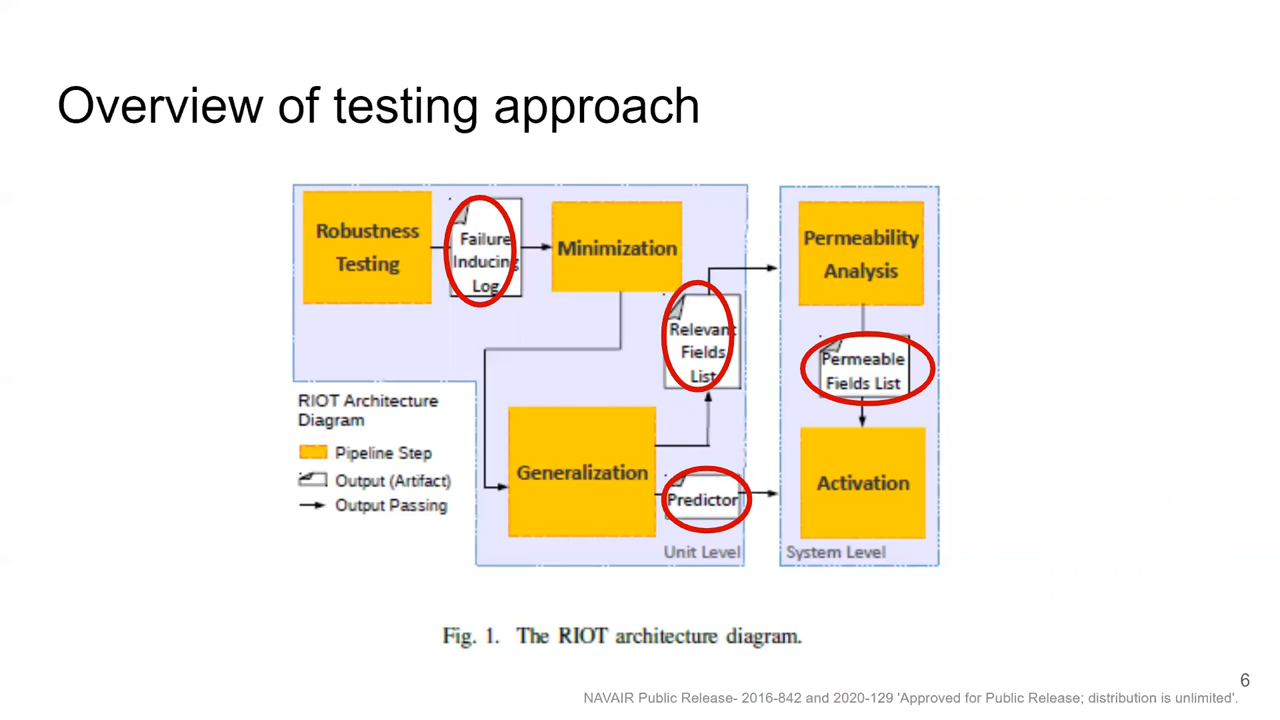 Overview of testing approach
Robustness
Testing
Failure
Inducing
Log
Minimization
Relevant
Fields
List
Permeability
Analysis
Permeable
Fields List
RIOT Architecture
Diagram
Pipeline Step
Output (Artifact)
Output Passing
Generalization
Predictor
Activation
Unit Level
System Level
Fig. 1. The RIOT architecture diagram.
6
NAVAIR Public Release- 2016-842 and 2020-129 'Approved for Public Release; distribution is unlimited'.